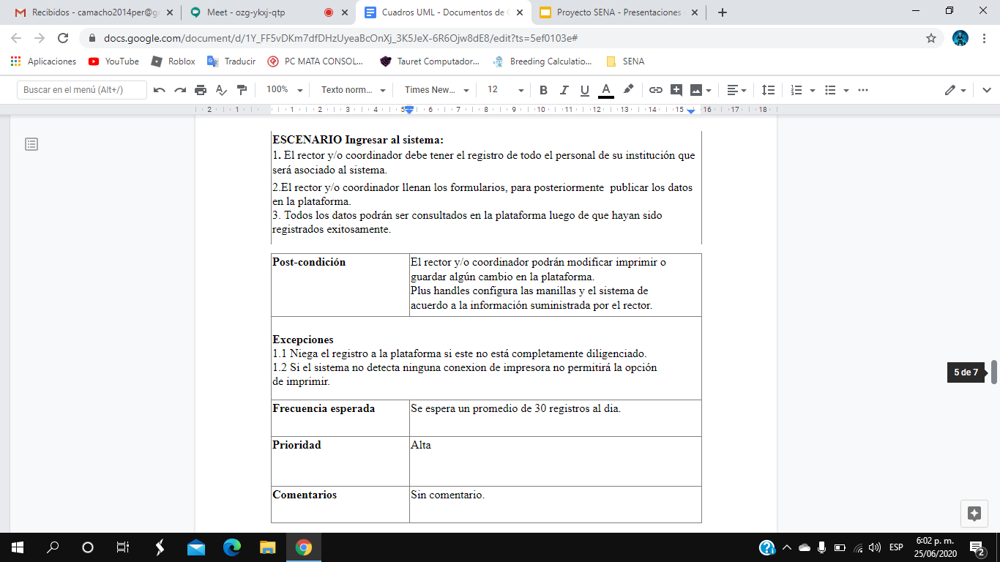 Recibidos - camacho2014per@g
Meet - ozg-ykxj-qtp
Cuadros UML - Documentos de
Proyecto SENA - Presentaciones
docs.google.com/document/d/1Y_FF5vDKm7dfDHzUyeaBcOnXj_3K5JeX-6R6Ojw8dE8/edit?ts=5ef0103e#
Aplicaciones
YouTube
Roblox
Traducir
PC MATA CONSOL...
Tauret Computador...
Breeding Calculatio...
SENA
Buscar en el menú (Alt+/)
100%
Texto norm...
Times New...
12
B I U A
2 1 1 2 3 4 5 6 7 8 9 10 11 12 13 14 15 16 17 18
ESCENARIO Ingresar al sistema:
1. El rector y/o coordinador debe tener el registro de todo el personal de su institución que
será asociado al sistema.
2.El rector y/o coordinador llenan los formularios, para posteriormente  publicar los datos
en la plataforma.
3. Todos los datos podrán ser consultados en la plataforma luego de que hayan sido
registrados exitosamente.
Post-condición
El rector y/o coordinador podrán modificar imprimir o
guardar algún cambio en la plataforma.
Plus handles configura las manillas y el sistema de
acuerdo a la información suministrada por el rector.
Excepciones
1.1 Niega el registro a la plataforma si este no está completamente diligenciado.
1.2 Si el sistema no detecta ninguna conexion de impresora no permitirá la opción
de imprimir.
Frecuencia esperada
Se espera un promedio de 30 registros al dia.
Prioridad
Alta
Comentarios
Sin comentario.
5 de 7
ESP
6:02 p. m.
25/06/2020
2